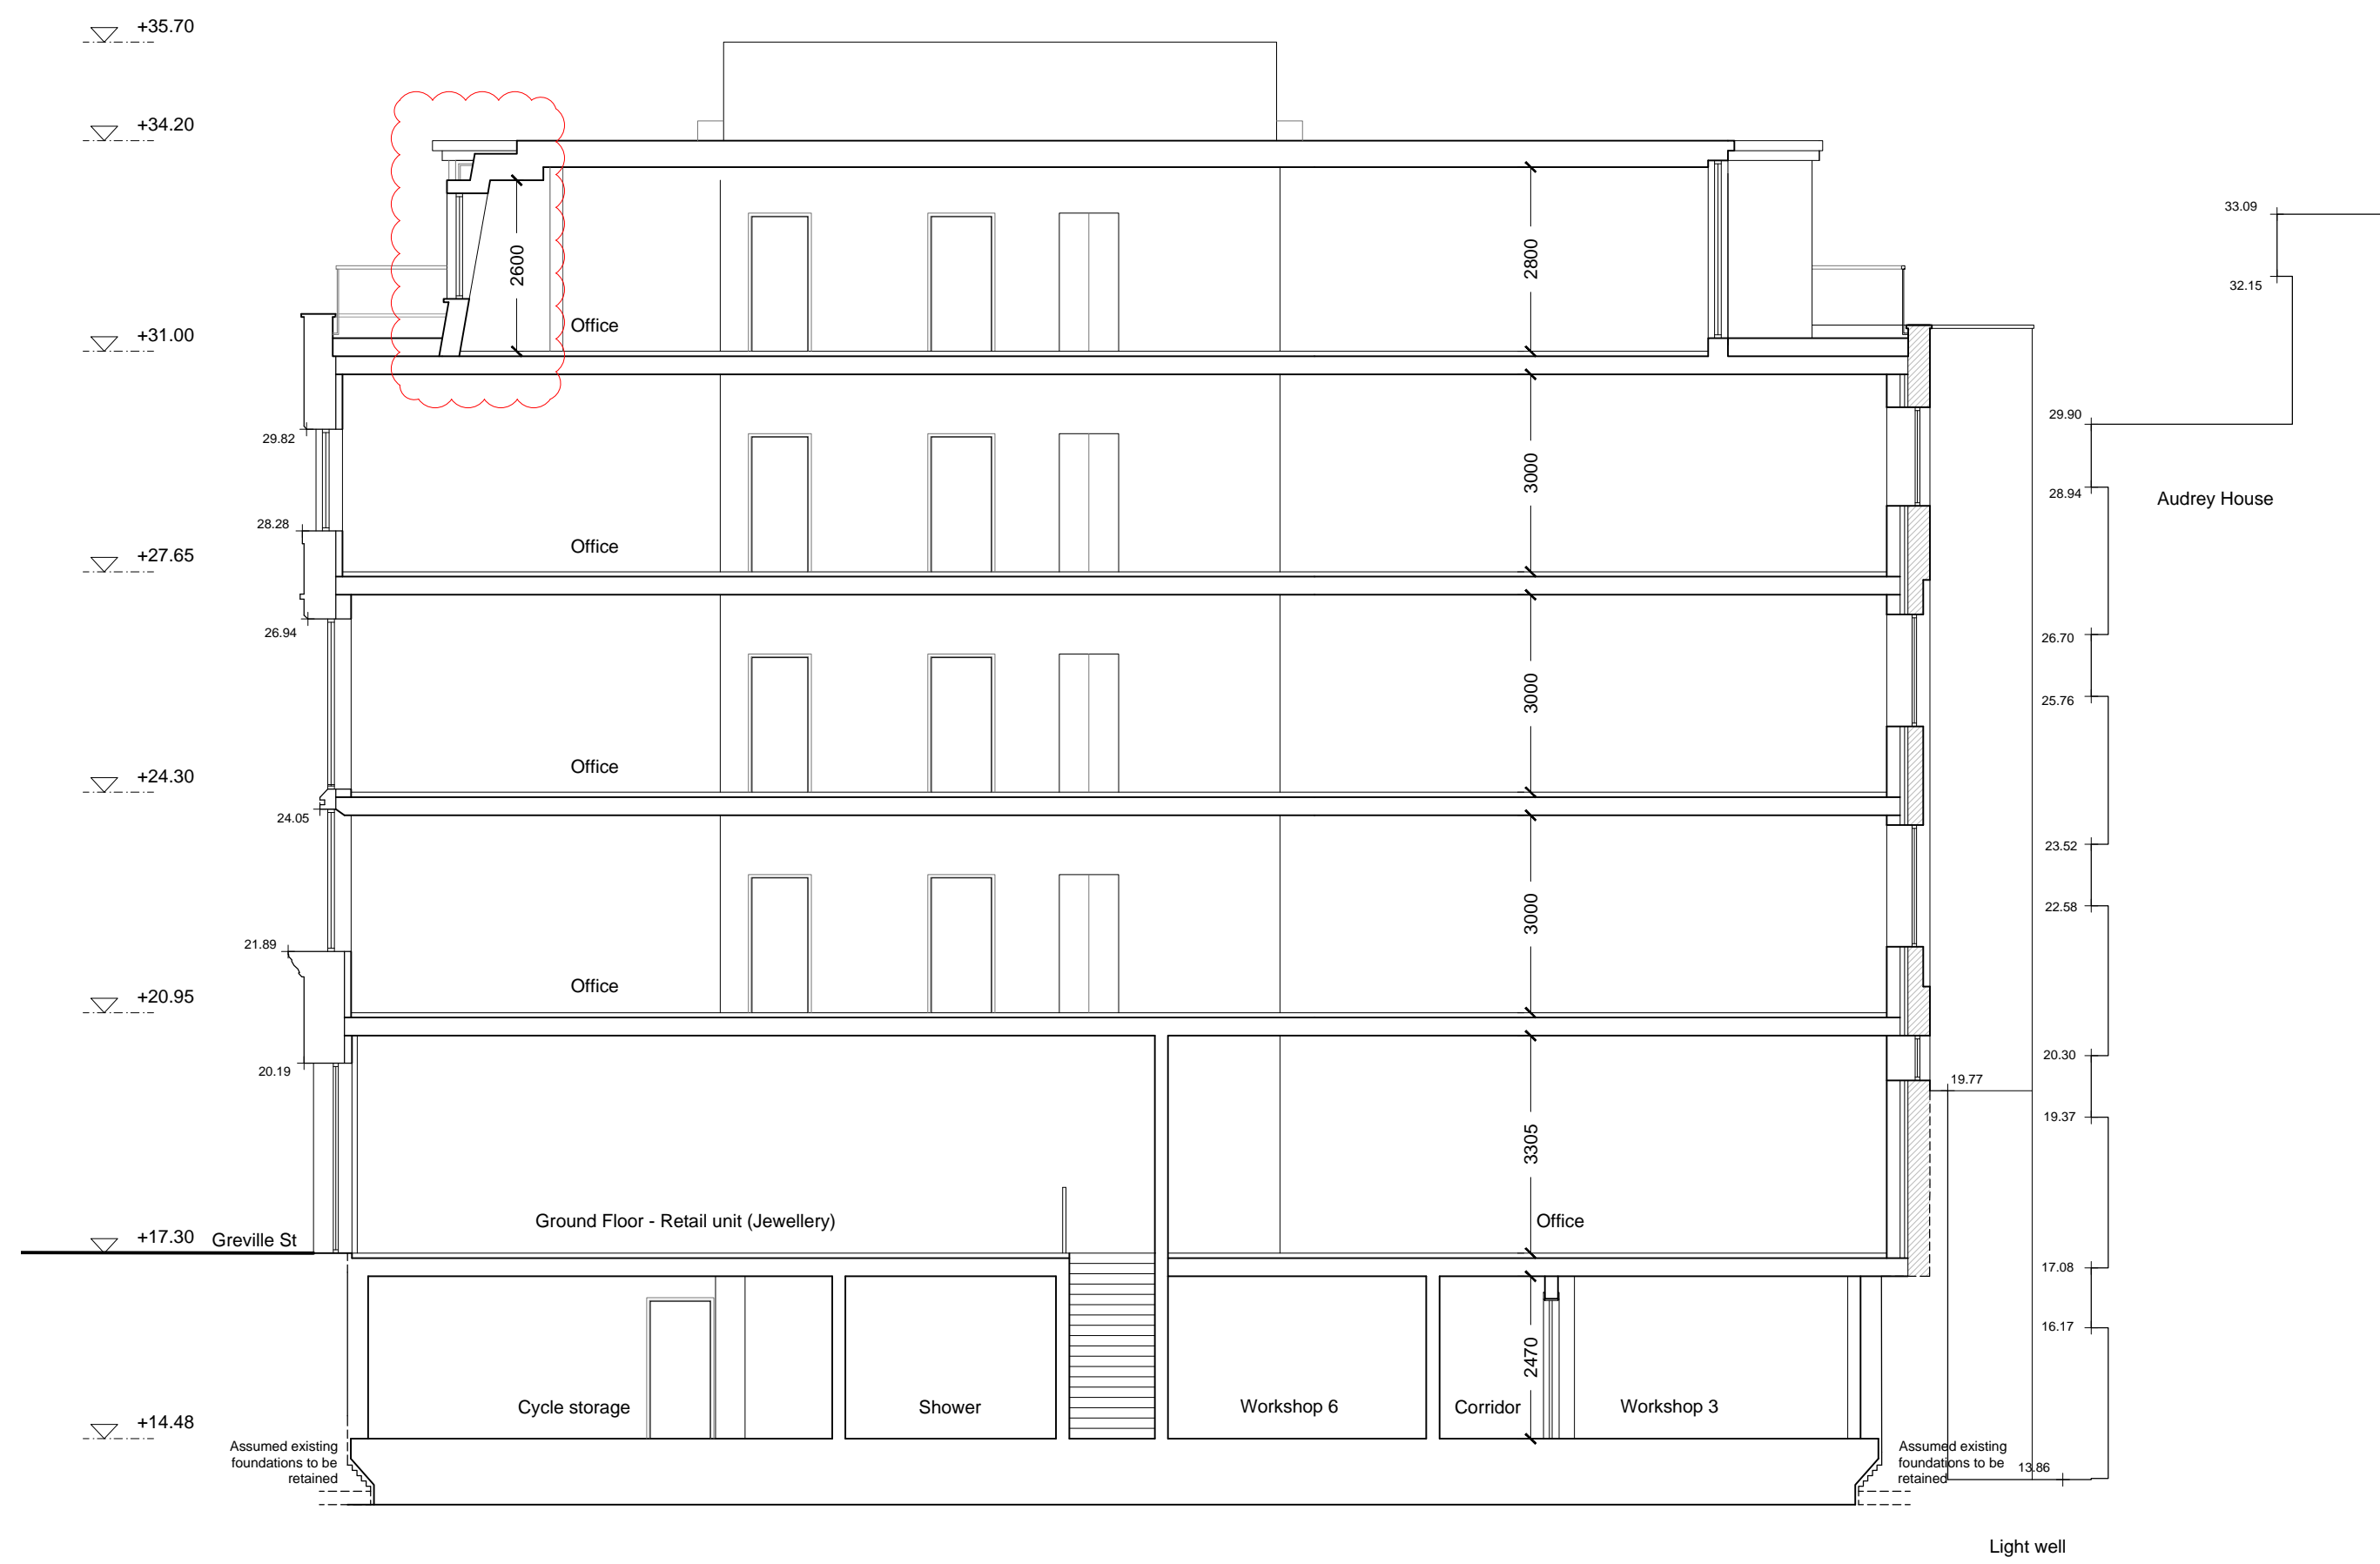 +35.70
+34.20
33.09
2600
2800
32.15
Office
+31.00
29.90
29.82
3000
28.94
Audrey House
28.28
Office
+27.65
26.94
26.70
3000
25.76
Office
+24.30
24.05
23.52
3000
22.58
21.89
Office
+20.95
20.30
20.19
19.77
19.37
3305
Ground Floor - Retail unit (Jewellery)
Office
+17.30
Greville St
17.08
16.17
2470
Cycle storage
Shower
Workshop 6
Corridor
Workshop 3
+14.48
Assumed existing
foundations to be
retained
Assumed existing
foundations to be
retained
13.86
Light well